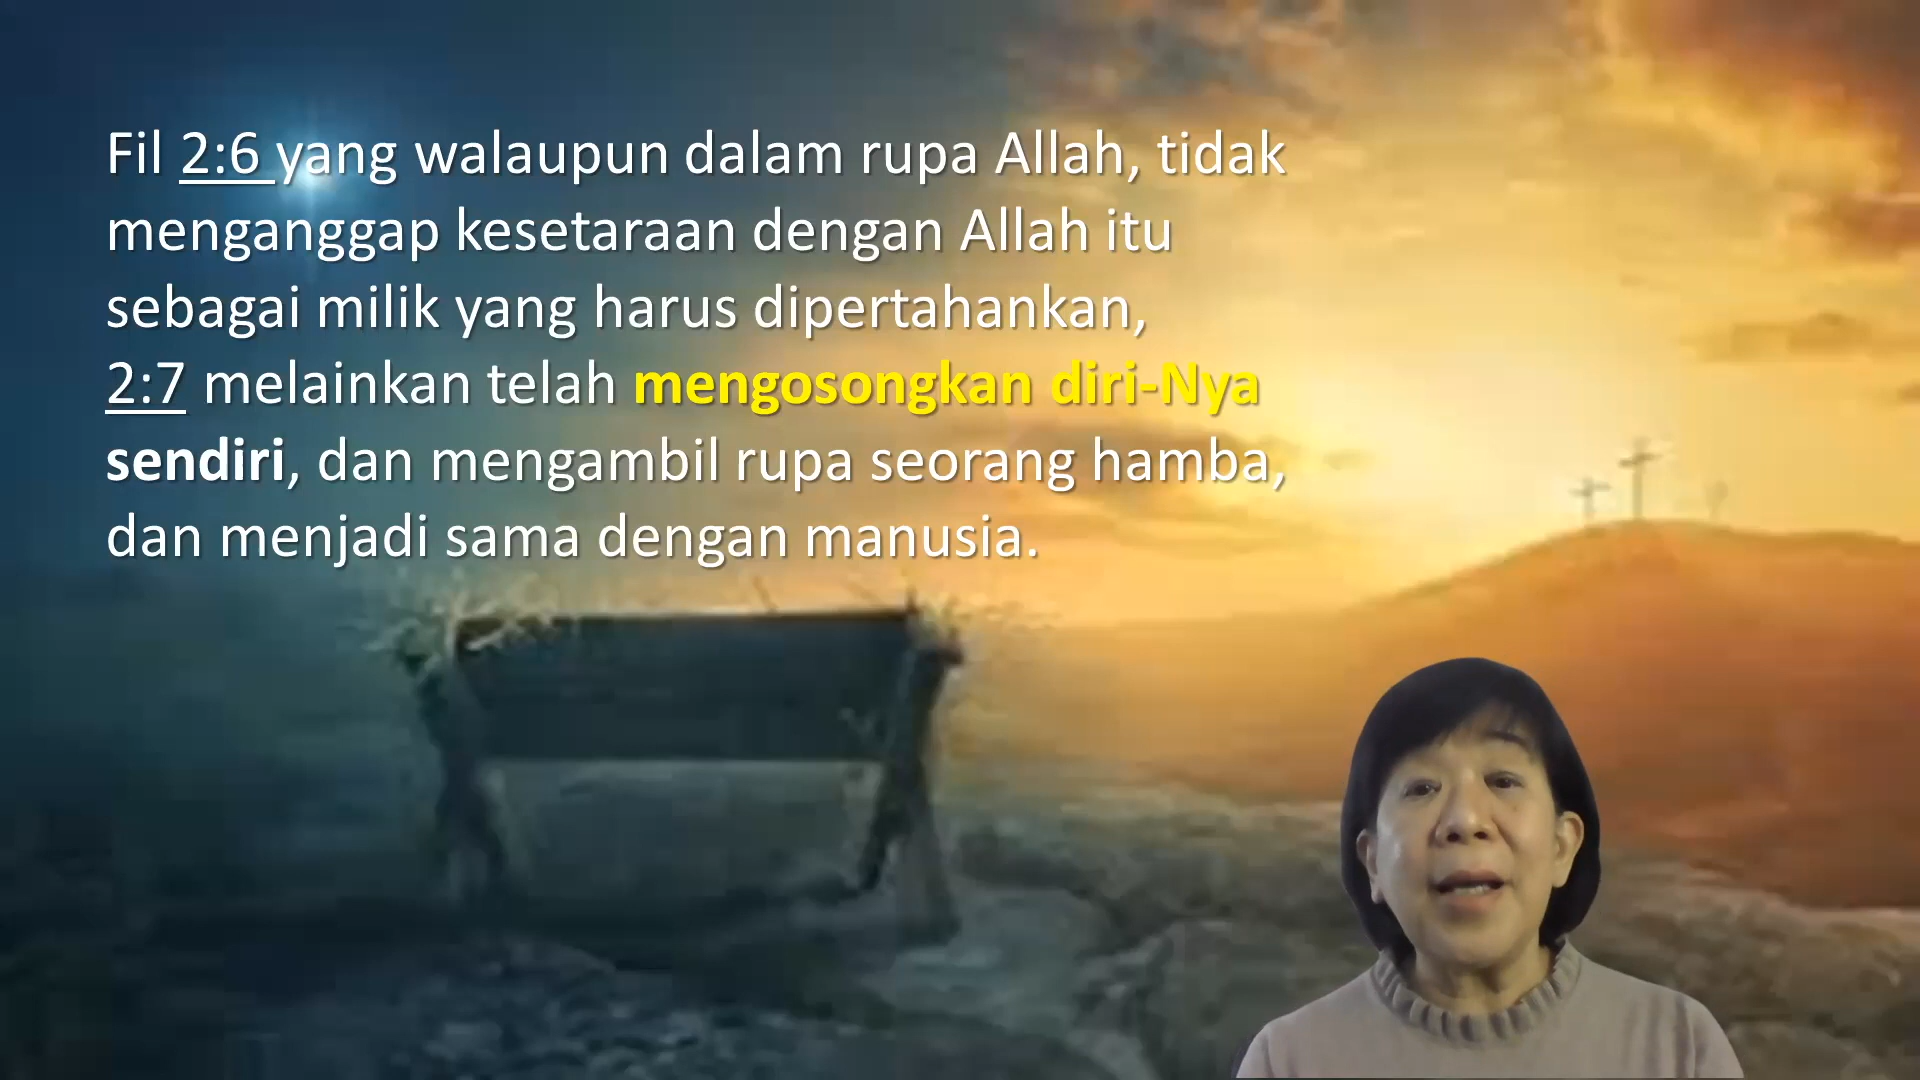 Fil 2:6 yang walaupun dalam rupa Allah, tidak
menganggap kesetaraan dengan Allah itu
sebagai milik yang harus dipertahankan,
2:7 melainkan telah mengosongkan diri-Nya
sendiri, dan mengambil rupa seorang hamba,
dan menjadi sama dengan manusia.